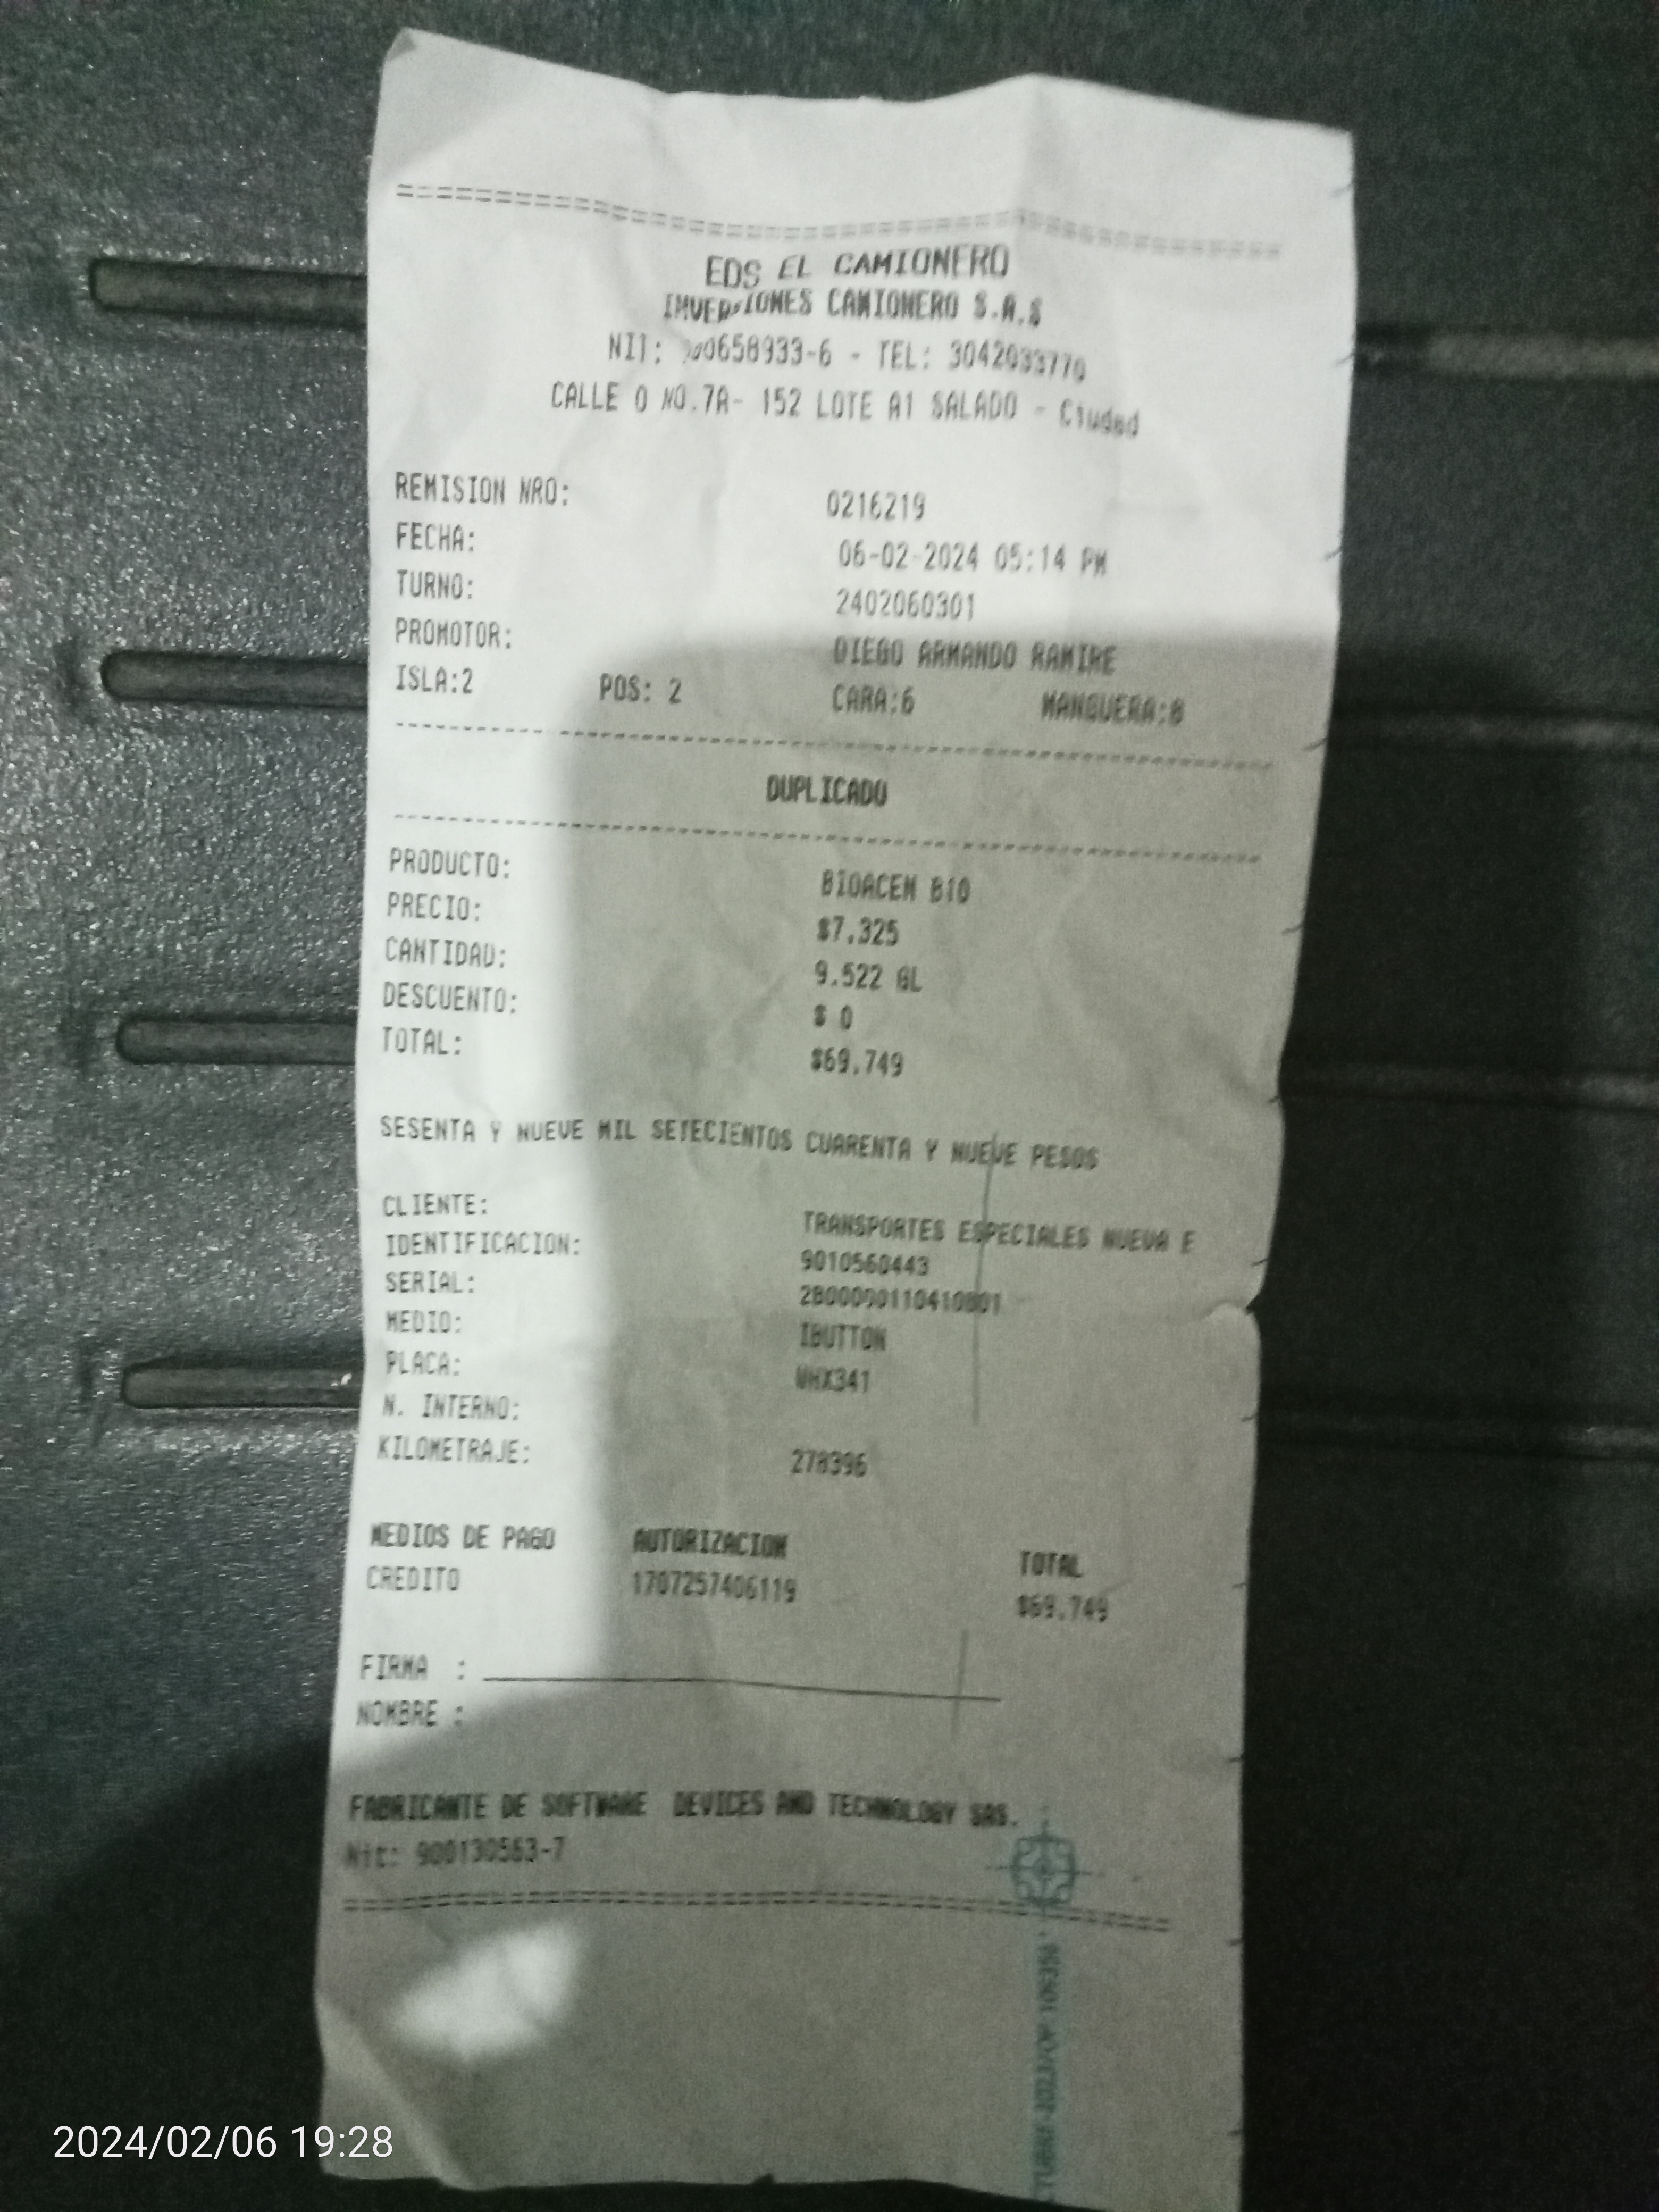 EDS EL CAMIONERO
INVERSIONES CAMIONERO S.A.S
NIT: 900658933-6 - TEL: 3042033770
CALLE 0 NO.7A- 152 LOTE A1 SALADO - Ciudad
REMISION NRO: 0216219
FECHA: 06-02-2024 05:14 PM
TURNO: 2402060301
PROMOTOR: DIEGO ARMANDO RAMIRE
ISLA:2 POS: 2 CARA:6 MANGUERA:8
DUPLICADO
PRODUCTO: BIOACEM B10
PRECIO: $7.325
CANTIDAD: 9.522 GL
DESCUENTO: $ 0
TOTAL: $69.749
SESENTA Y NUEVE MIL SETECIENTOS CUARENTA Y NUEVE PESOS
CLIENTE: TRANSPORTES ESPECIALES NUEVA E
IDENTIFICACION: 9010560443
SERIAL:
MEDIO: IBUTTON
PLACA: WHX341
N. INTERNO:
KILOMETRAJE: 278396
MEDIOS DE PAGO AUTORIZACION TOTAL
CREDITO 1707257406119 $69.749
FIRMA :
NOMBRE :
FABRICANTE DE SOFTWARE DEVICES AND TECHNOLOGY SAS.
Nit: 900130563-7
2024/02/06 19:28